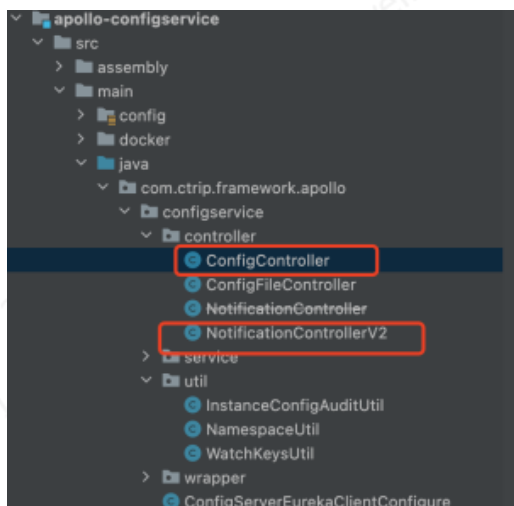 apollo-configservice
src
assembly
main
config
docker
java
com.ctrip.framework.apollo
configservice
controller
ConfigController
ConfigFileController
NotificationController
NotificationControllerV2
service
util
InstanceConfigAuditUtil
NamespaceUtil
WatchKeysUtil
wrapper
ConfigServerEurekaClientConfigure